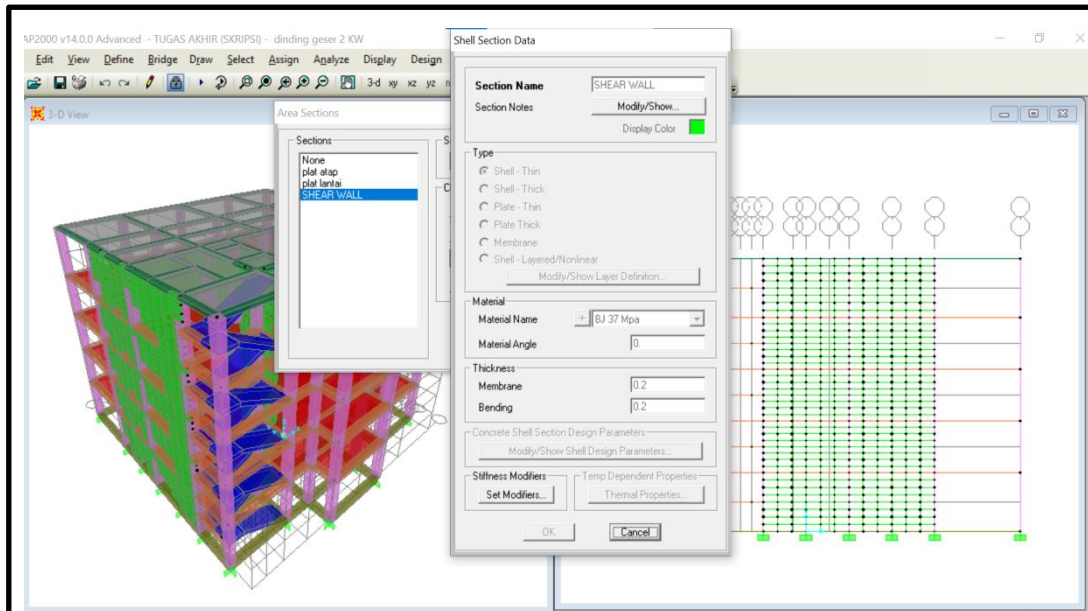 AP2000 v14.0.0 Advanced - TUGAS AKHIR (SKRIPSI) - dinding geser 2 KW
Edit View Define Bridge Draw Select Assign Analyze Display Design
3-d xy xz yz
3-D View
Area Sections
Sections
None
plat atap
plat lantai
SHEAR WALL
Shell Section Data
Section Name SHEAR WALL
Section Notes Modify/Show...
Display Color
Type
Shell - Thin
Shell - Thick
Plate - Thin
Plate Thick
Membrane
Shell - Layered/Nonlinear
Modify/Show Layer Definition...
Material
Material Name + BJ 37 Mpa
Material Angle 0.
Thickness
Membrane 0.2
Bending 0.2
Concrete Shell Section Design Parameters
Modify/Show Shell Design Parameters...
Stiffness Modifiers
Set Modifiers...
Temp Dependent Properties
Thermal Properties...
OK Cancel